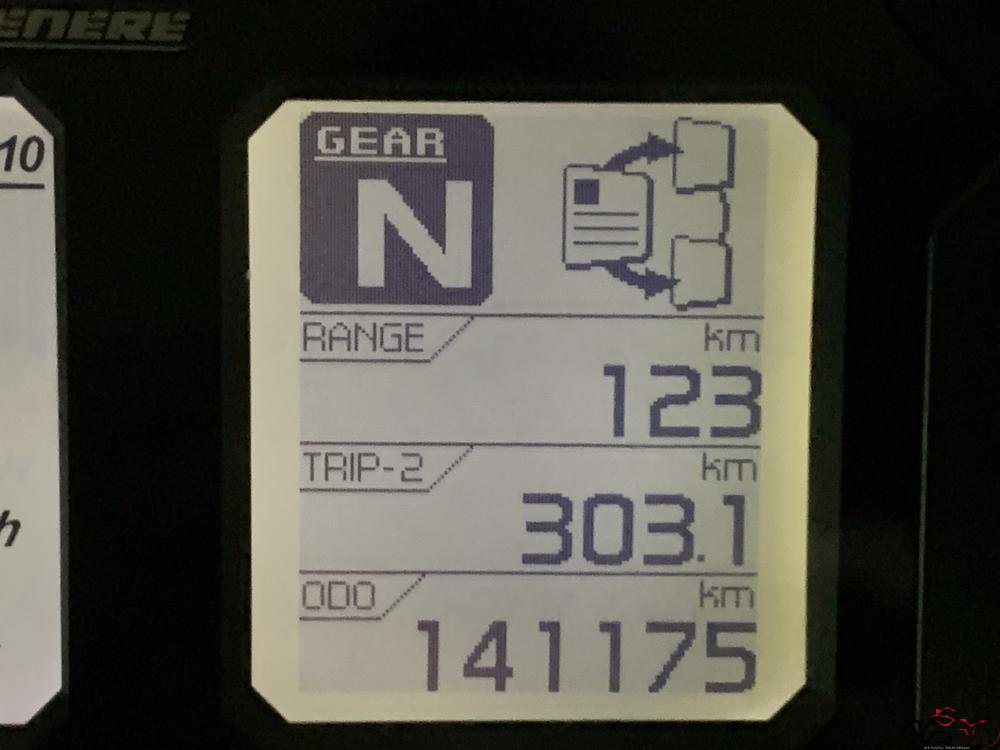 ENERE
10
GEAR
N
RANGE km
123
TRIP-2 km
303.1
h
ODO km
141175